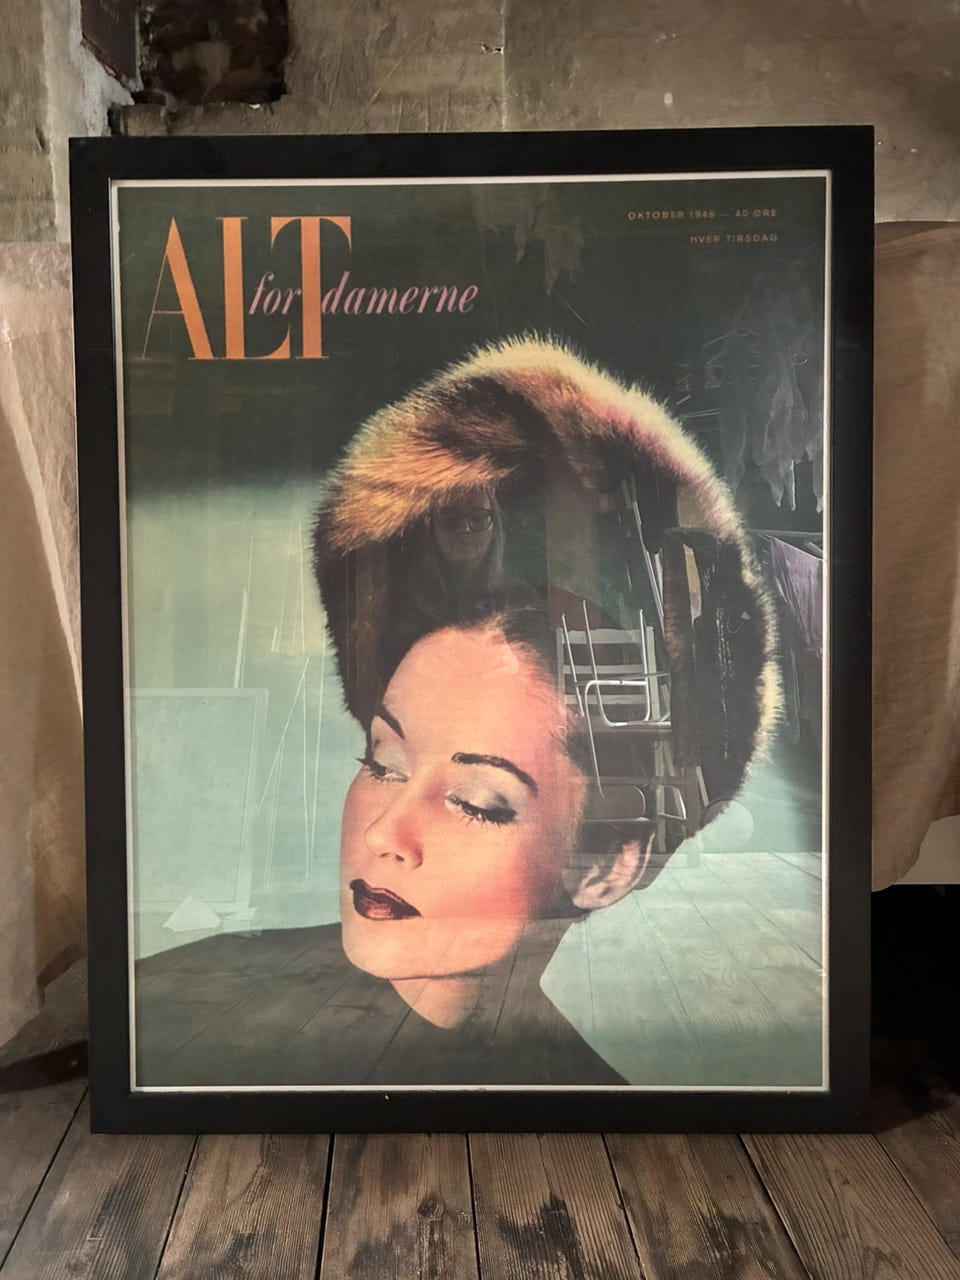 ALT for damerne
OKTOBER 1946 — 40 ØRE
HVER TIRSDAG